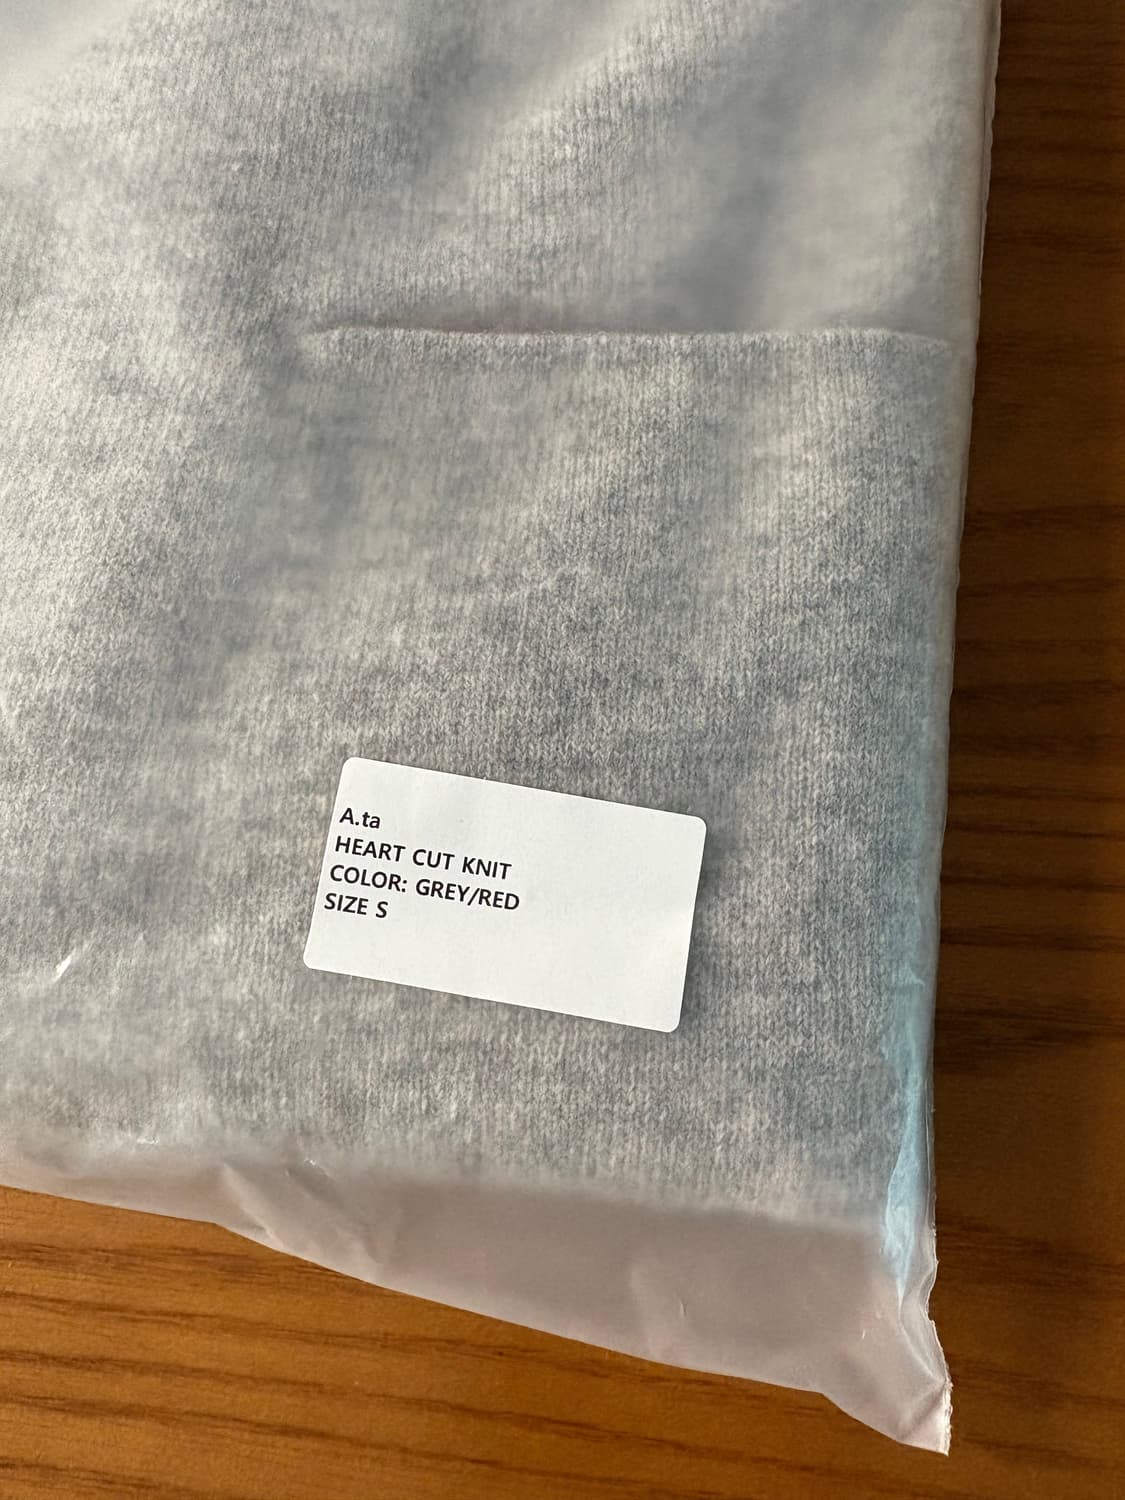 A.ta
HEART CUT KNIT
COLOR: GREY/RED
SIZE S